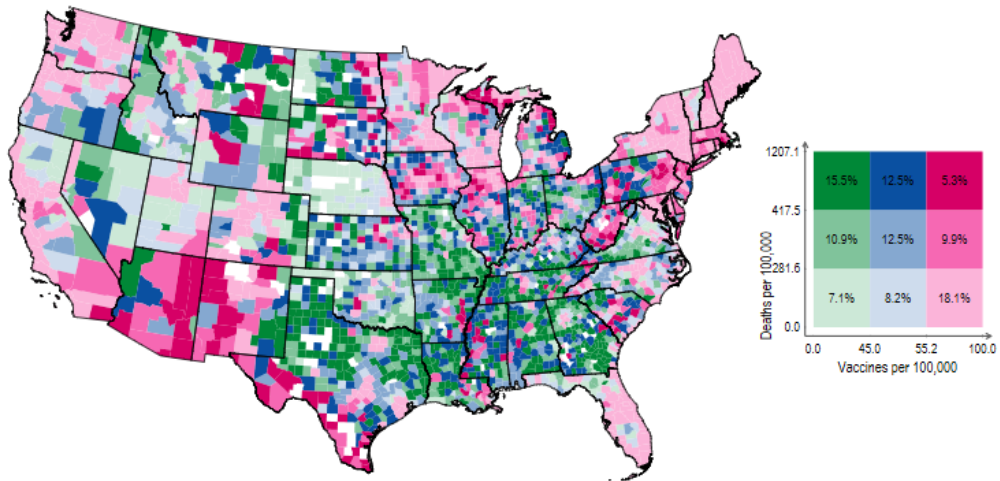 1207.1
15.5% 12.5% 5.3%
417.5
10.9% 12.5% 9.9%
281.6
7.1% 8.2% 18.1%
0.0
0.0 45.0 55.2 100.0
Vaccines per 100,000
Deaths per 100,000